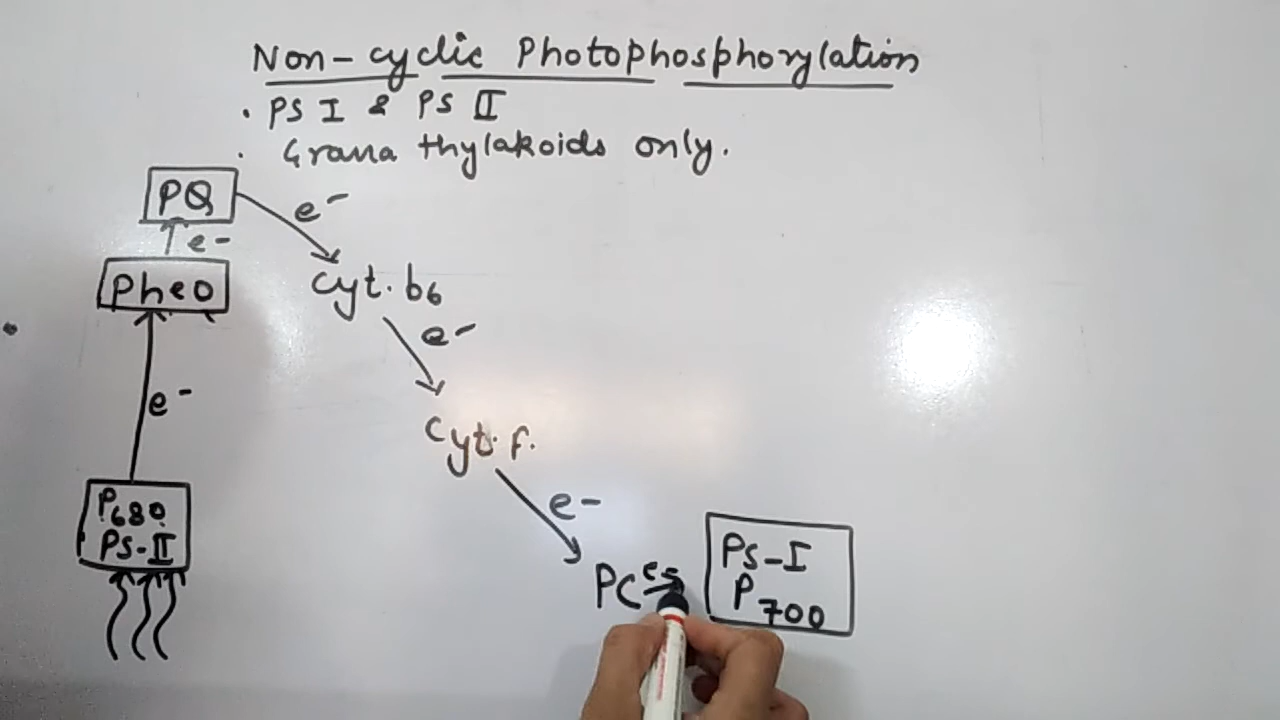 Non-cyclic Photophosphorylation
. PS I & PS II
. Grana thylakoids only.
PQ
e-
e-
Pheo
cyt. b6
e-
e-
Cyt. f.
P680
PS-II
e-
PC e-
PS-I
P700